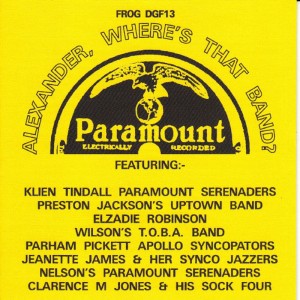 FROG DGF13
ALEXANDER, WHERE'S THAT BAND?
Paramount
ELECTRICALLY RECORDED
FEATURING:-
KLIEN TINDALL PARAMOUNT SERENADERS
PRESTON JACKSON'S UPTOWN BAND
ELZADIE ROBINSON
WILSON'S T.O.B.A. BAND
PARHAM PICKETT APOLLO SYNCOPATORS
JEANETTE JAMES & HER SYNCO JAZZERS
NELSON'S PARAMOUNT SERENADERS
CLARENCE M JONES & HIS SOCK FOUR